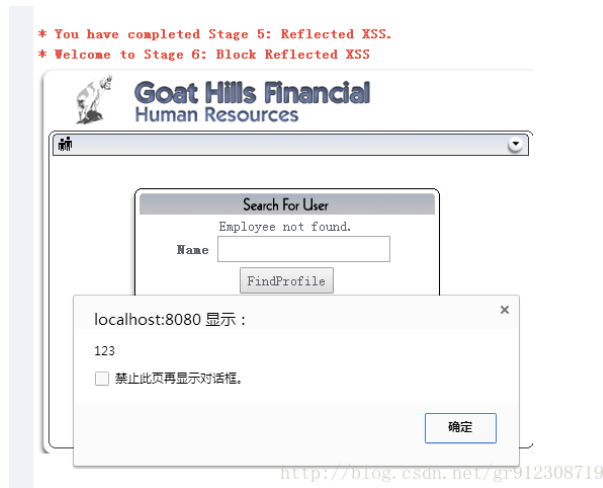 * You have completed Stage 5: Reflected XSS.
* Welcome to Stage 6: Block Reflected XSS
Goat Hills Financial
Human Resources
Search For User
Employee not found.
Name
FindProfile
localhost:8080 显示：
×
123
禁止此页再显示对话框。
确定
http://blog.csdn.net/gr912308719